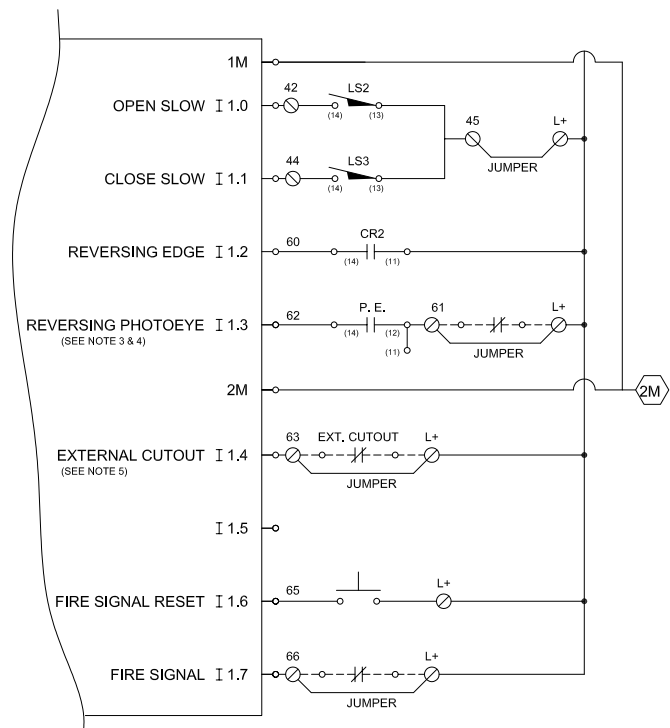 1M
42 LS2
OPEN SLOW I 1.0
(14) (13)
45 L+
JUMPER
44 LS3
CLOSE SLOW I 1.1
(14) (13)
60 CR2
REVERSING EDGE I 1.2
(14) (11)
62 P. E. 61 L+
REVERSING PHOTOEYE I 1.3
(SEE NOTE 3 & 4)
(14) (12)
(11)
JUMPER
2M
2M
63 EXT. CUTOUT L+
EXTERNAL CUTOUT I 1.4
(SEE NOTE 5)
JUMPER
I 1.5
65 L+
FIRE SIGNAL RESET I 1.6
66 L+
FIRE SIGNAL I 1.7
JUMPER